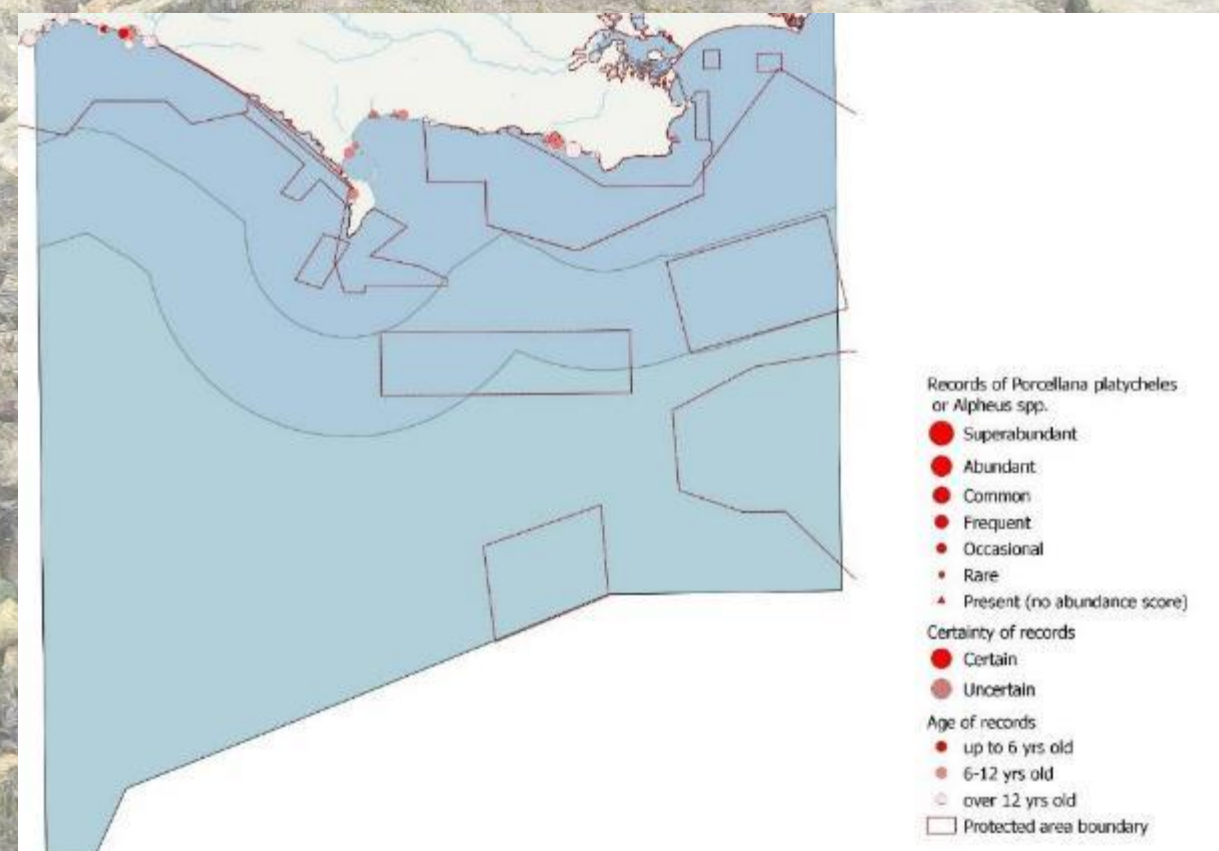 Records of Porcellana platycheles
or Alpheus spp.
Superabundant
Abundant
Common
Frequent
Occasional
Rare
Present (no abundance score)
Certainty of records
Certain
Uncertain
Age of records
up to 6 yrs old
6-12 yrs old
over 12 yrs old
Protected area boundary